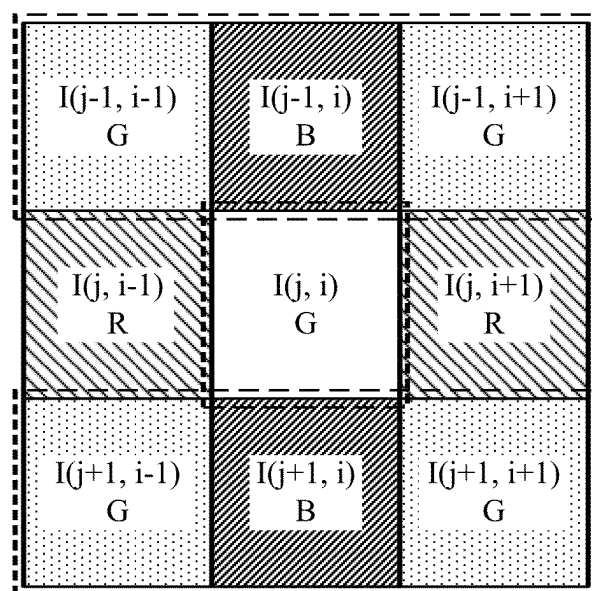 I(j-1, i-1)
G
I(j-1, i)
B
I(j-1, i+1)
G
I(j, i-1)
R
I(j, i)
G
I(j, i+1)
R
I(j+1, i-1)
G
I(j+1, i)
B
I(j+1, i+1)
G